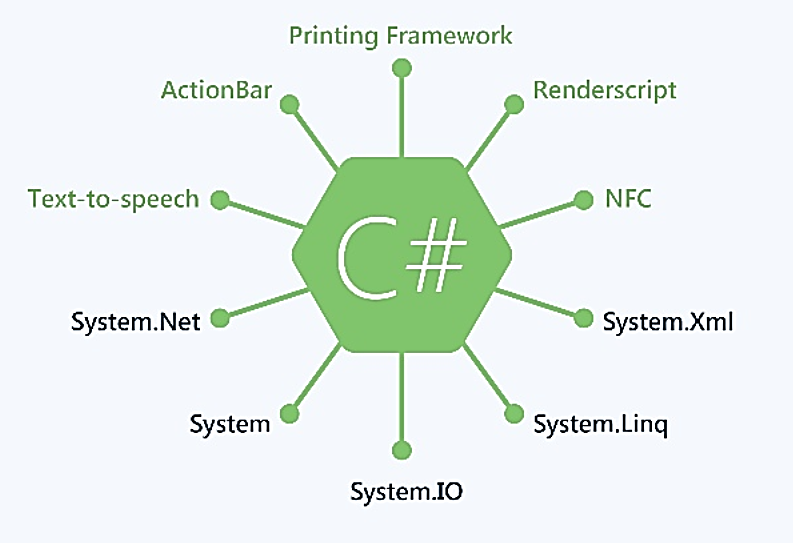 Printing Framework
ActionBar
Renderscript
Text-to-speech
NFC
C#
System.Net
System.Xml
System
System.Linq
System.IO